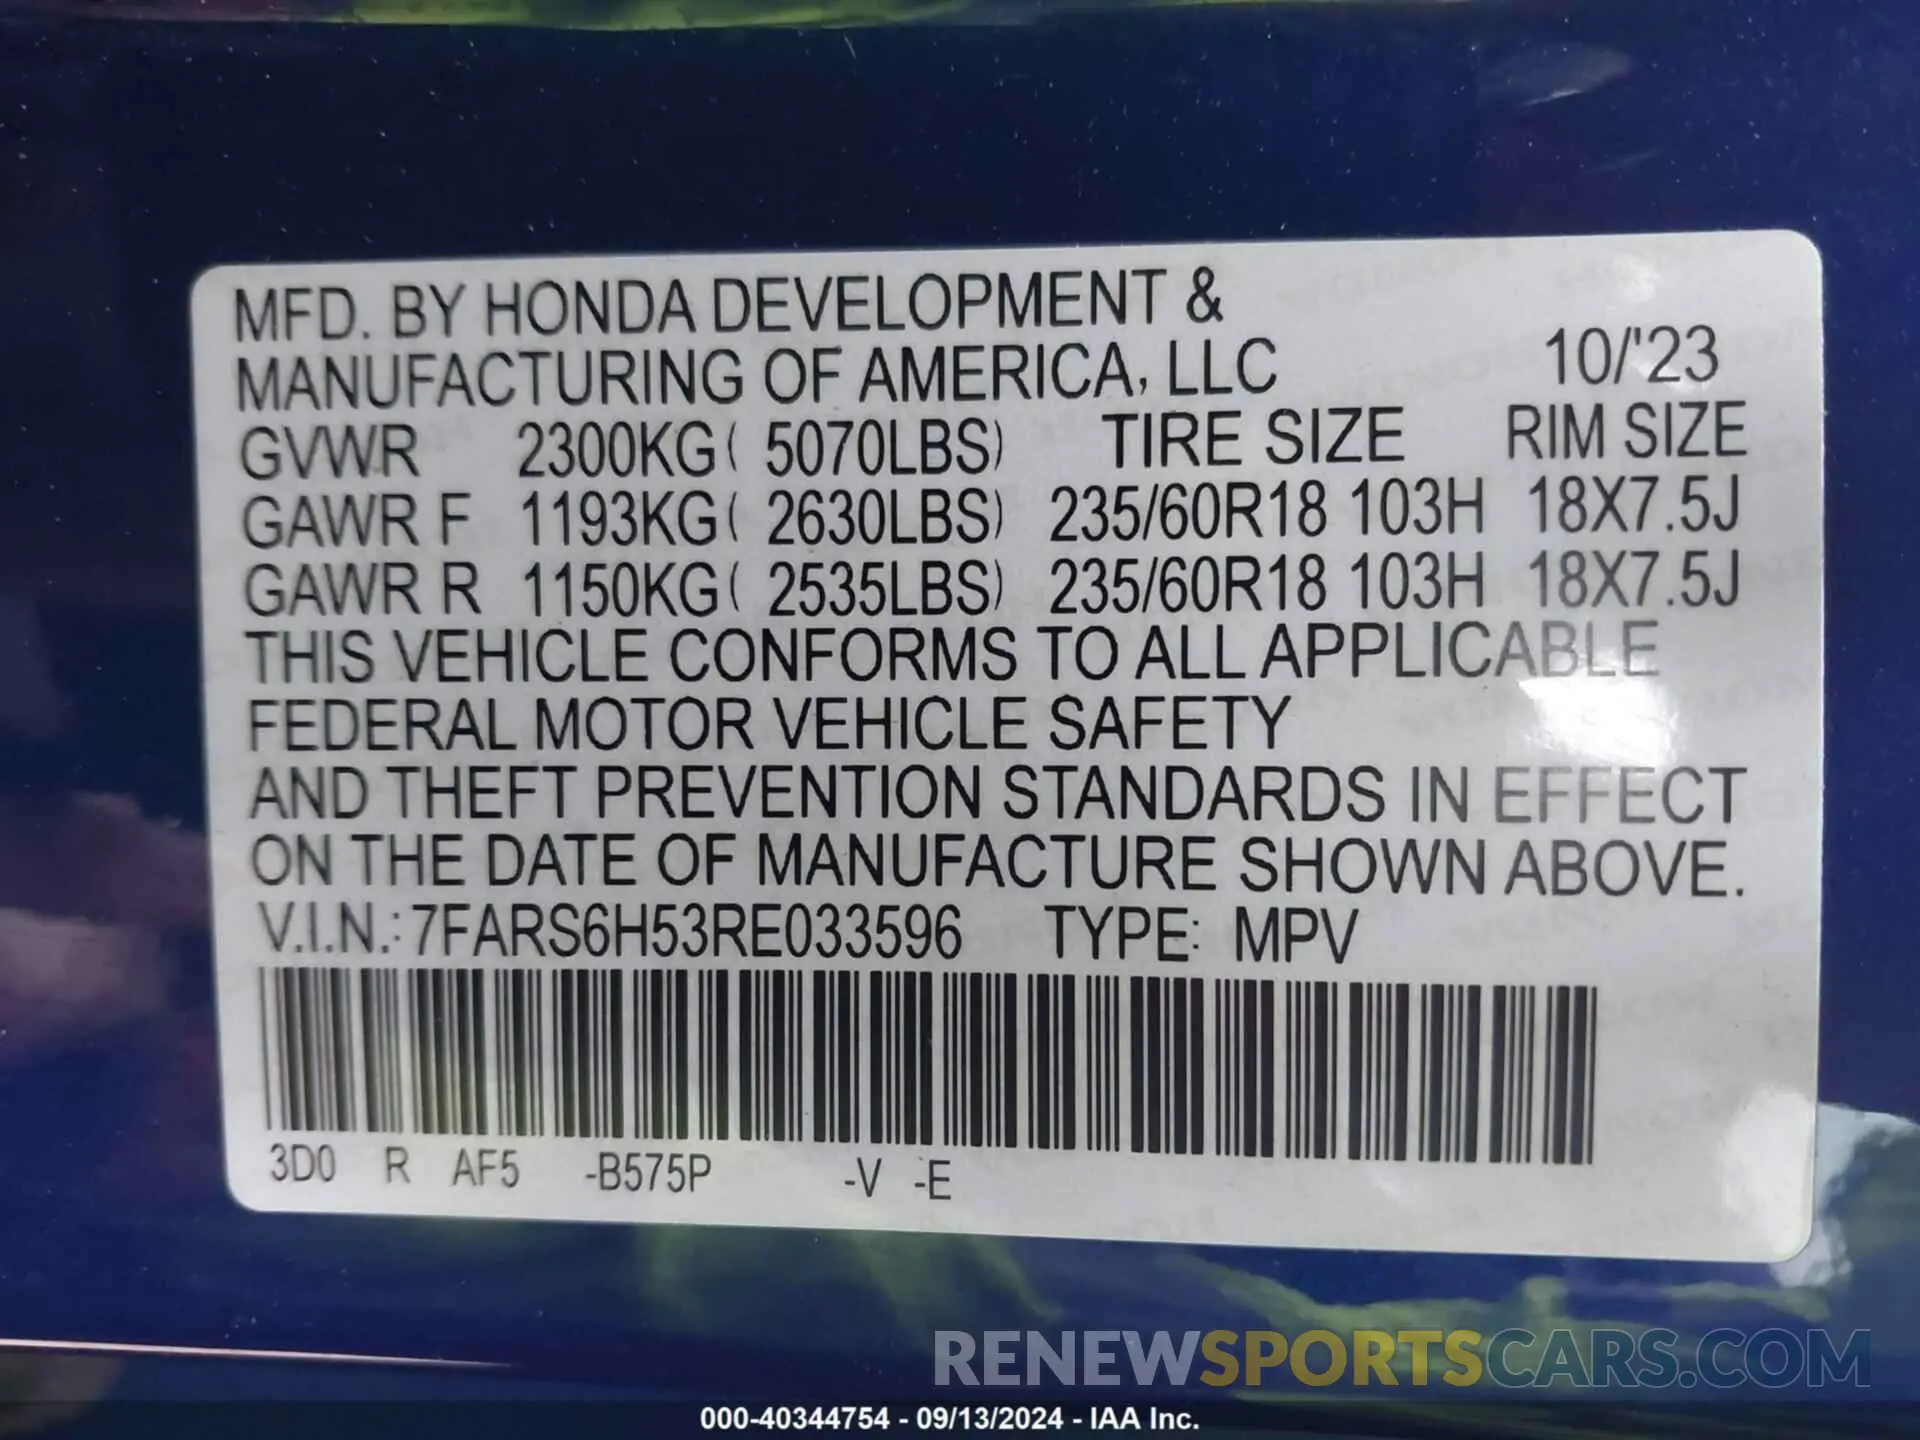 MFD. BY HONDA DEVELOPMENT &
MANUFACTURING OF AMERICA, LLC 10/'23
GVWR 2300KG( 5070LBS) TIRE SIZE RIM SIZE
GAWR F 1193KG( 2630LBS) 235/60R18 103H 18X7.5J
GAWR R 1150KG( 2535LBS) 235/60R18 103H 18X7.5J
THIS VEHICLE CONFORMS TO ALL APPLICABLE
FEDERAL MOTOR VEHICLE SAFETY
AND THEFT PREVENTION STANDARDS IN EFFECT
ON THE DATE OF MANUFACTURE SHOWN ABOVE.
V.I.N.: 7FARS6H53RE033596 TYPE: MPV
3D0 R AF5 -B575P -V -E
RENEWSPORTSCARS.COM
000-40344754 - 09/13/2024 - IAA Inc.